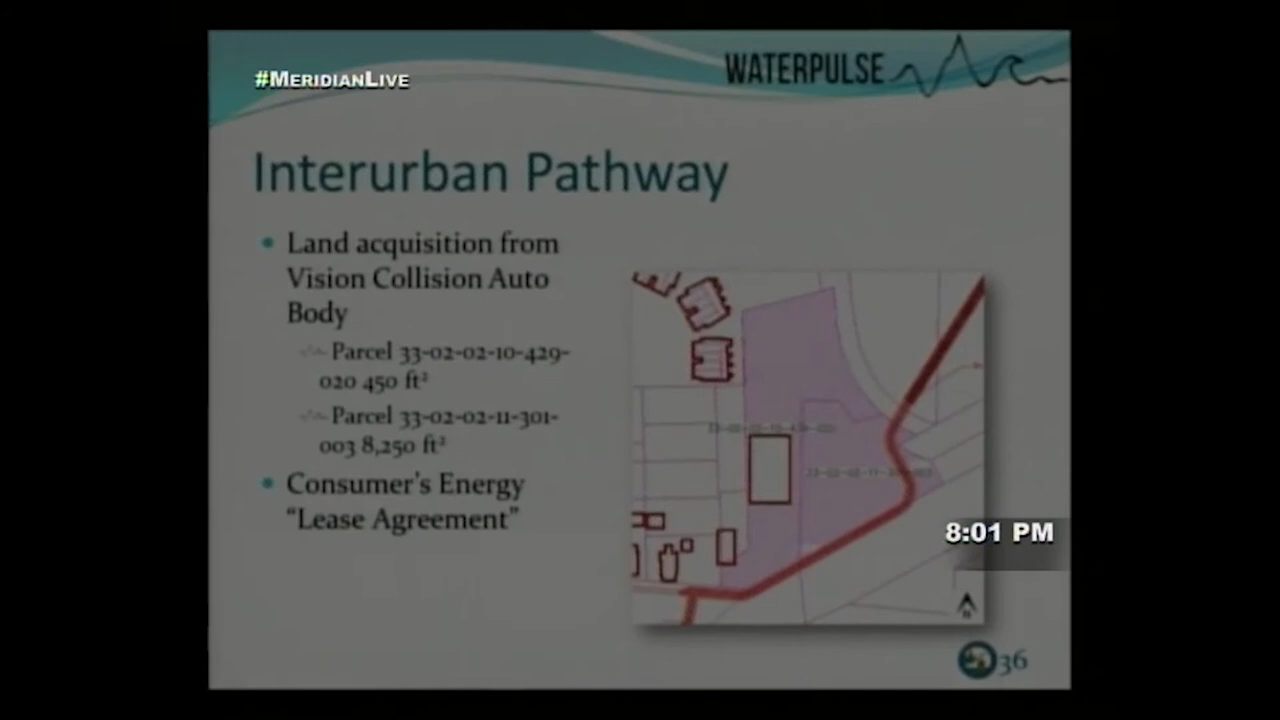 #MERIDIANLIVE
WATERPULSE
Interurban Pathway
• Land acquisition from
Vision Collision Auto
Body
Parcel 33-02-02-10-429-
020 450 ft²
Parcel 33-02-02-11-301-
003 8,250 ft²
• Consumer's Energy
“Lease Agreement”
8:01 PM
N
36